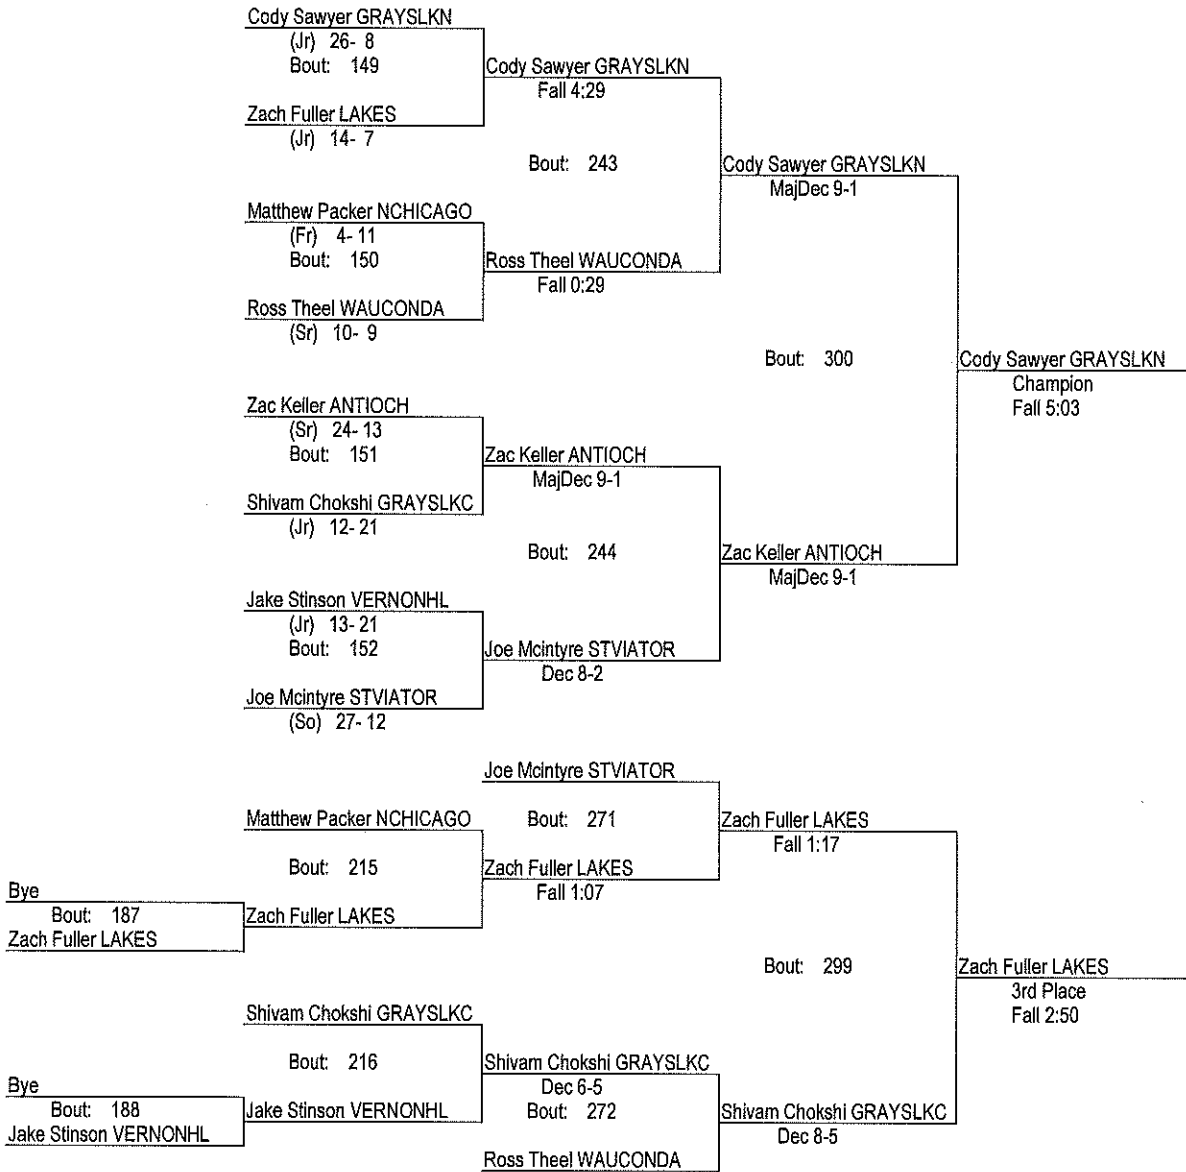 Cody Sawyer GRAYSLKN
(Jr) 26- 8
Bout: 149
Cody Sawyer GRAYSLKN
Fall 4:29
Zach Fuller LAKES
(Jr) 14- 7
Bout: 243
Cody Sawyer GRAYSLKN
MajDec 9-1
Matthew Packer NCHICAGO
(Fr) 4- 11
Bout: 150
Ross Theel WAUCONDA
Fall 0:29
Ross Theel WAUCONDA
(Sr) 10- 9
Bout: 300
Cody Sawyer GRAYSLKN
Champion
Fall 5:03
Zac Keller ANTIOCH
(Sr) 24- 13
Bout: 151
Zac Keller ANTIOCH
MajDec 9-1
Shivam Chokshi GRAYSLKC
(Jr) 12- 21
Bout: 244
Zac Keller ANTIOCH
MajDec 9-1
Jake Stinson VERNONHL
(Jr) 13- 21
Bout: 152
Joe Mcintyre STVIATOR
Dec 8-2
Joe Mcintyre STVIATOR
(So) 27- 12
Joe Mcintyre STVIATOR
Matthew Packer NCHICAGO
Bout: 271
Zach Fuller LAKES
Fall 1:17
Bout: 215
Zach Fuller LAKES
Fall 1:07
Bye
Bout: 187
Zach Fuller LAKES
Zach Fuller LAKES
Bout: 299
Zach Fuller LAKES
3rd Place
Fall 2:50
Shivam Chokshi GRAYSLKC
Bout: 216
Shivam Chokshi GRAYSLKC
Dec 6-5
Bye
Bout: 188
Jake Stinson VERNONHL
Jake Stinson VERNONHL
Bout: 272
Shivam Chokshi GRAYSLKC
Dec 8-5
Ross Theel WAUCONDA